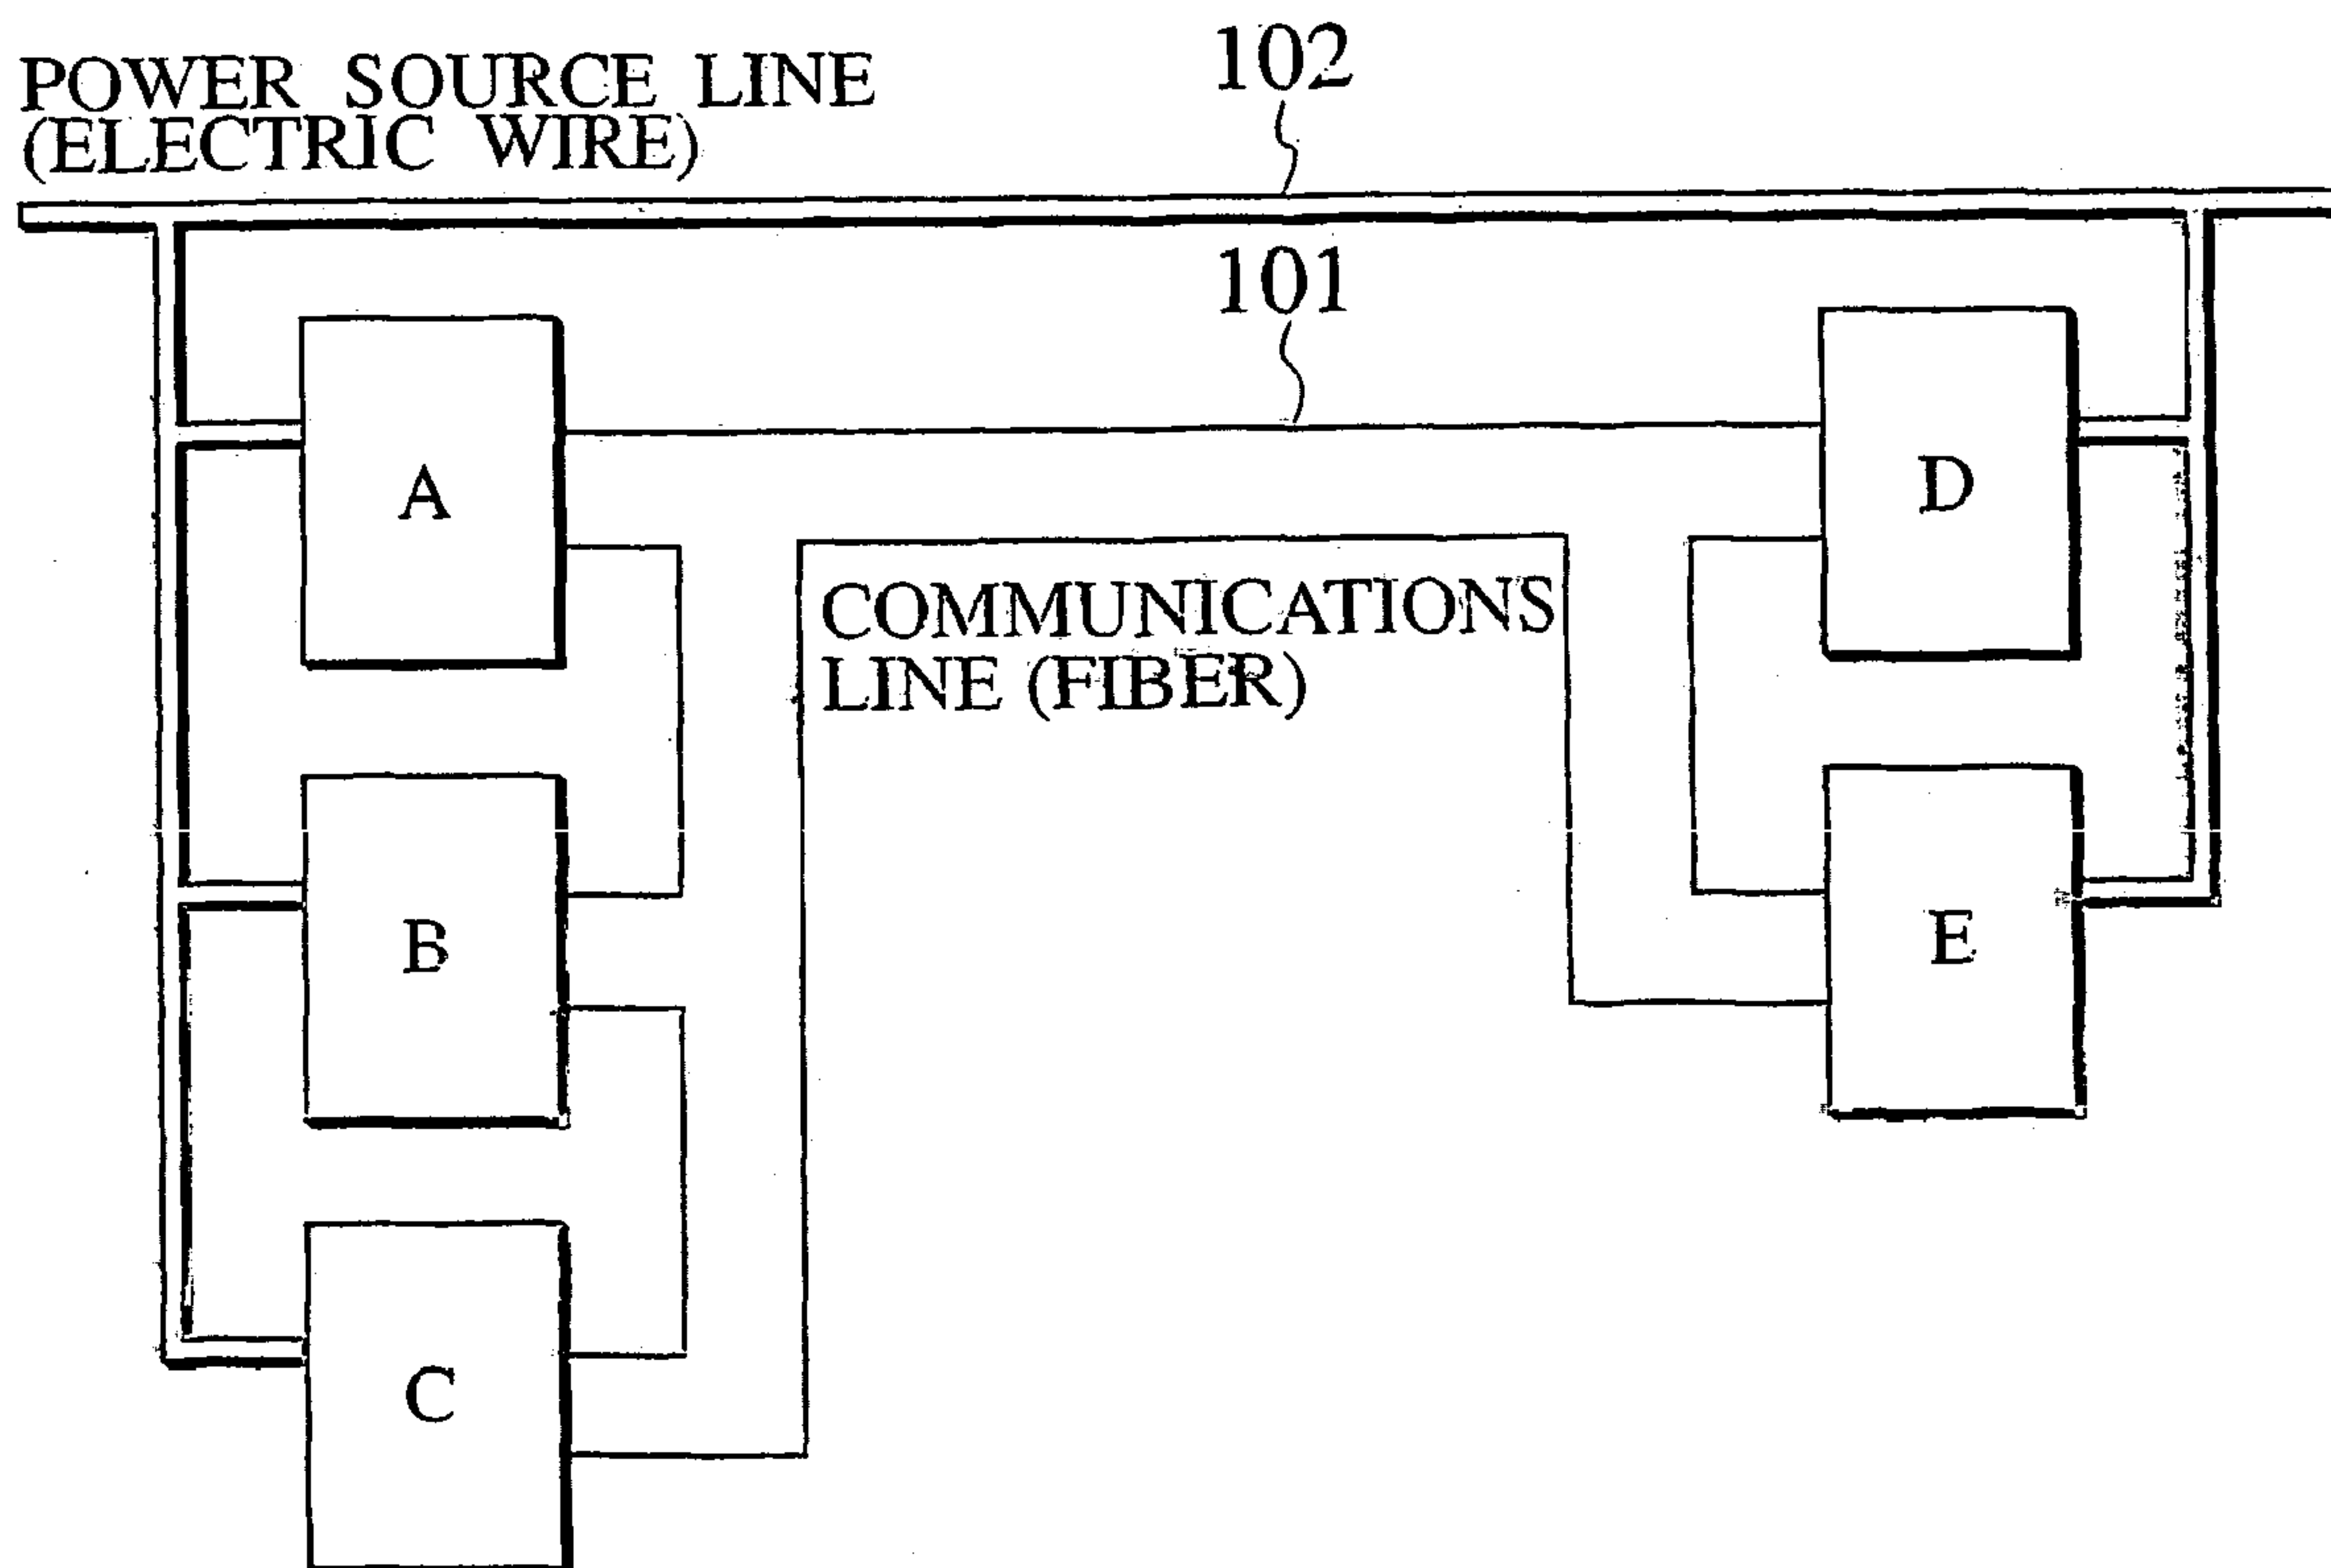 POWER SOURCE LINE
(ELECTRIC WIRE)
102
101
A
D
COMMUNICATIONS
LINE (FIBER)
B
E
C